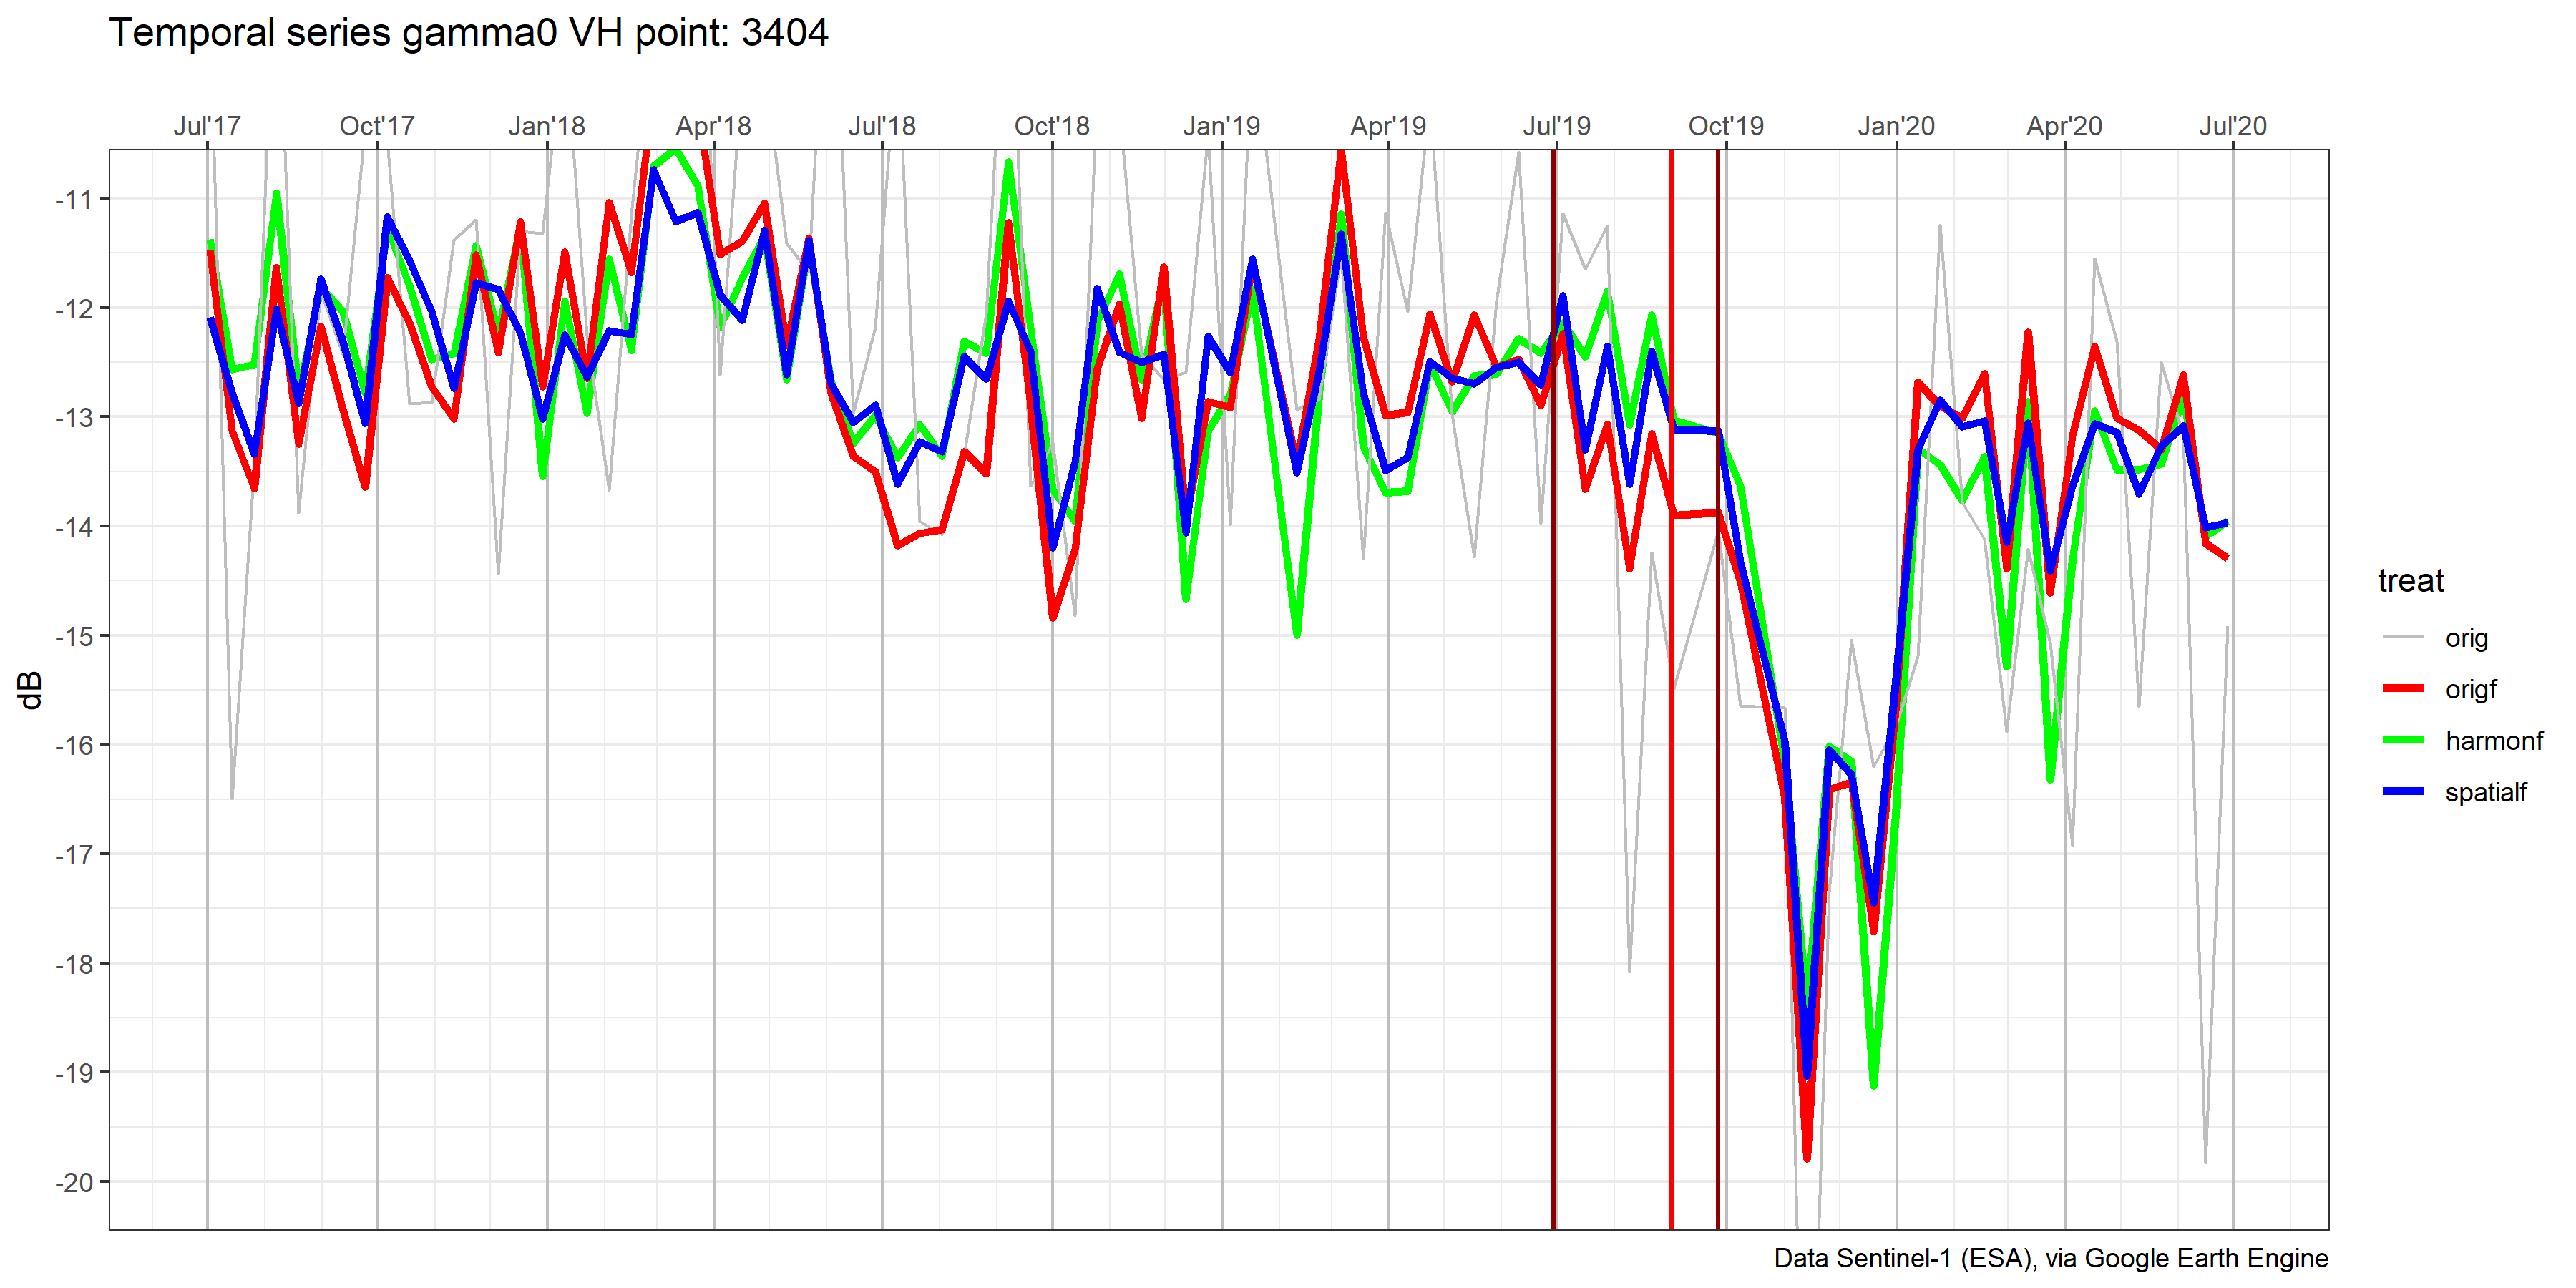 Temporal series gamma0 VH point: 3404
Jul'17 Oct'17 Jan'18 Apr'18 Jul'18 Oct'18 Jan'19 Apr'19 Jul'19 Oct'19 Jan'20 Apr'20 Jul'20
-11
-12
-13
-14
-15
-16
-17
-18
-19
-20
dB
treat
orig
origf
harmonf
spatialf
Data Sentinel-1 (ESA), via Google Earth Engine